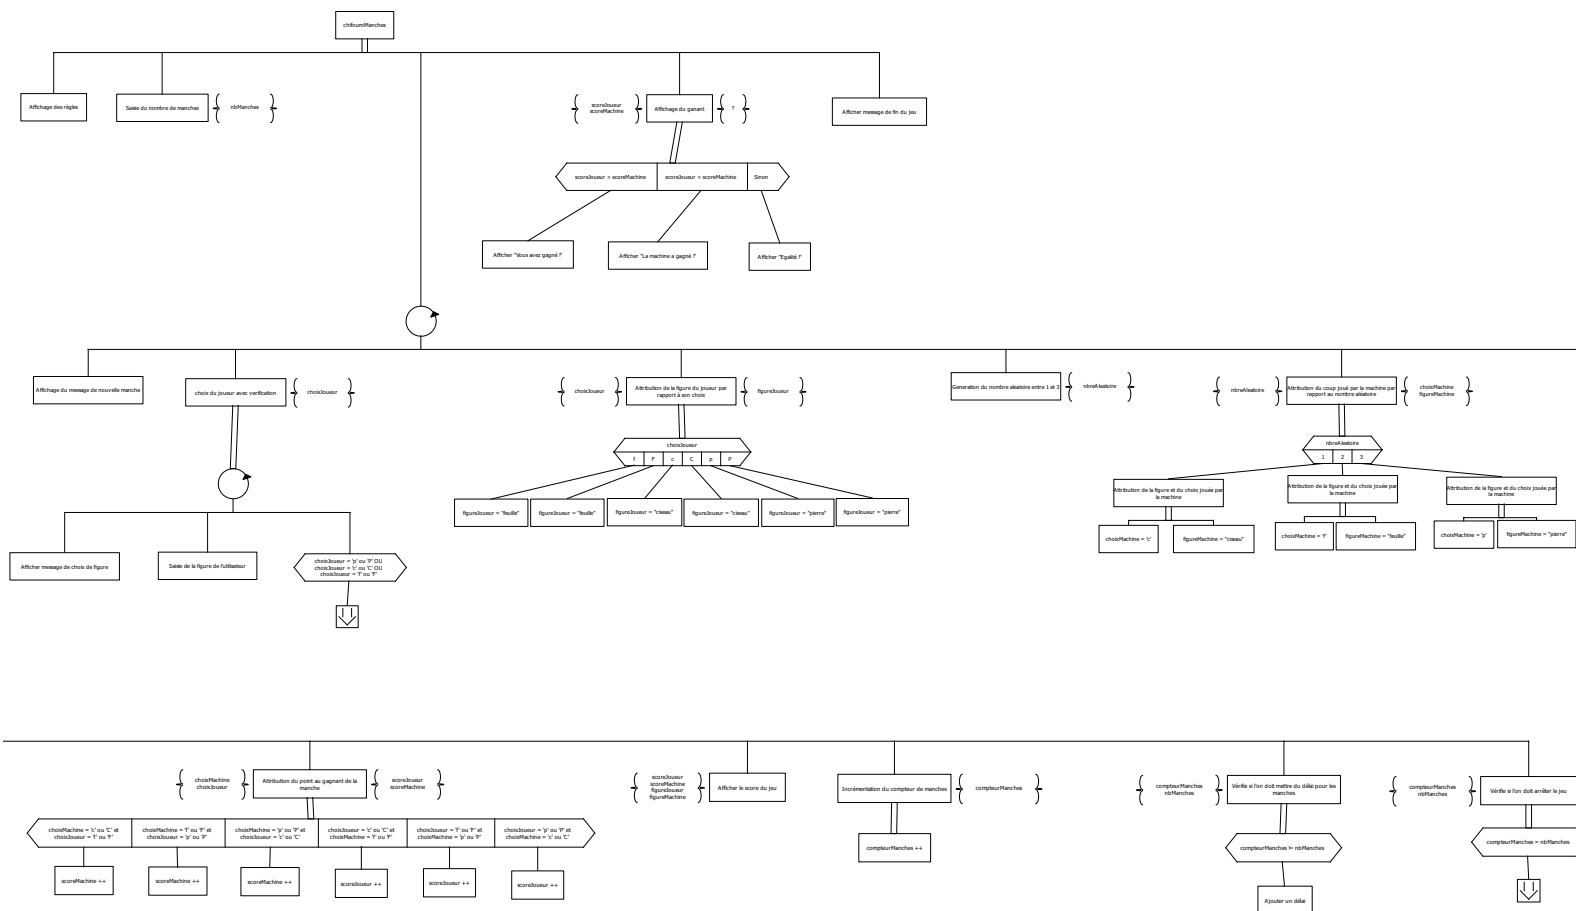 chifoumiManches
Affichage des règles
Saisie du nombre de manches
nbManches
scoreJoueur
scoreMachine
Affichage du ganant
?
Afficher message de fin du jeu
scoreJoueur > scoreMachine
scoreJoueur < scoreMachine
Sinon
Afficher "Vous avez gagné !"
Afficher "La machine a gagné !"
Afficher "Egalité !"
Affichage du message de nouvelle manche
choix du joueur avec verification
choixJoueur
choixJoueur
Attribution de la figure du joueur par
rapport à son choix
figureJoueur
Generation du nombre aleatoire entre 1 et 3
nbreAleatoire
nbreAleatoire
Attribution du coup joué par la machine par
rapport au nombre aléatoire
choixMachine
figureMachine
choixJoueur
f F c C p P
nbreAleatoire
1 2 3
figureJoueur = "feuille"
figureJoueur = "feuille"
figureJoueur = "ciseau"
figureJoueur = "ciseau"
figureJoueur = "pierre"
figureJoueur = "pierre"
Attribution de la figure et du choix jouée par
la machine
Attribution de la figure et du choix jouée par
la machine
Attribution de la figure et du choix jouée par
la machine
choixMachine = 'c'
figureMachine = "ciseau"
choixMachine = 'f'
figureMachine = "feuille"
choixMachine = 'p'
figureMachine = "pierre"
Afficher message de choix de figure
Saisie de la figure de l'utilisateur
choixJoueur = 'p' ou 'P' OU
choixJoueur = 'c' ou 'C' OU
choixJoueur = 'f' ou 'F'
choixMachine
choixJoueur
Attribution du point au gagnant de la
manche
scoreJoueur
scoreMachine
scoreJoueur
scoreMachine
figureJoueur
figureMachine
Afficher le score du jeu
Incrémentation du compteur de manches
compteurManches
compteurManches
nbManches
Vérifie si l'on doit mettre du délai pour les
manches
compteurManches
nbManches
Vérifie si l'on doit arrêter le jeu
choixMachine = 'c' ou 'C' et
choixJoueur = 'f' ou 'F'
choixMachine = 'f' ou 'F' et
choixJoueur = 'p' ou 'P'
choixMachine = 'p' ou 'P' et
choixJoueur = 'c' ou 'C'
choixJoueur = 'c' ou 'C' et
choixMachine = 'f' ou 'F'
choixJoueur = 'f' ou 'F' et
choixMachine = 'p' ou 'P'
choixJoueur = 'p' ou 'P' et
choixMachine = 'c' ou 'C'
compteurManches ++
compteurManches != nbManches
compteurManches = nbManches
scoreMachine ++
scoreMachine ++
scoreMachine ++
scoreJoueur ++
scoreJoueur ++
scoreJoueur ++
Ajouter un délai